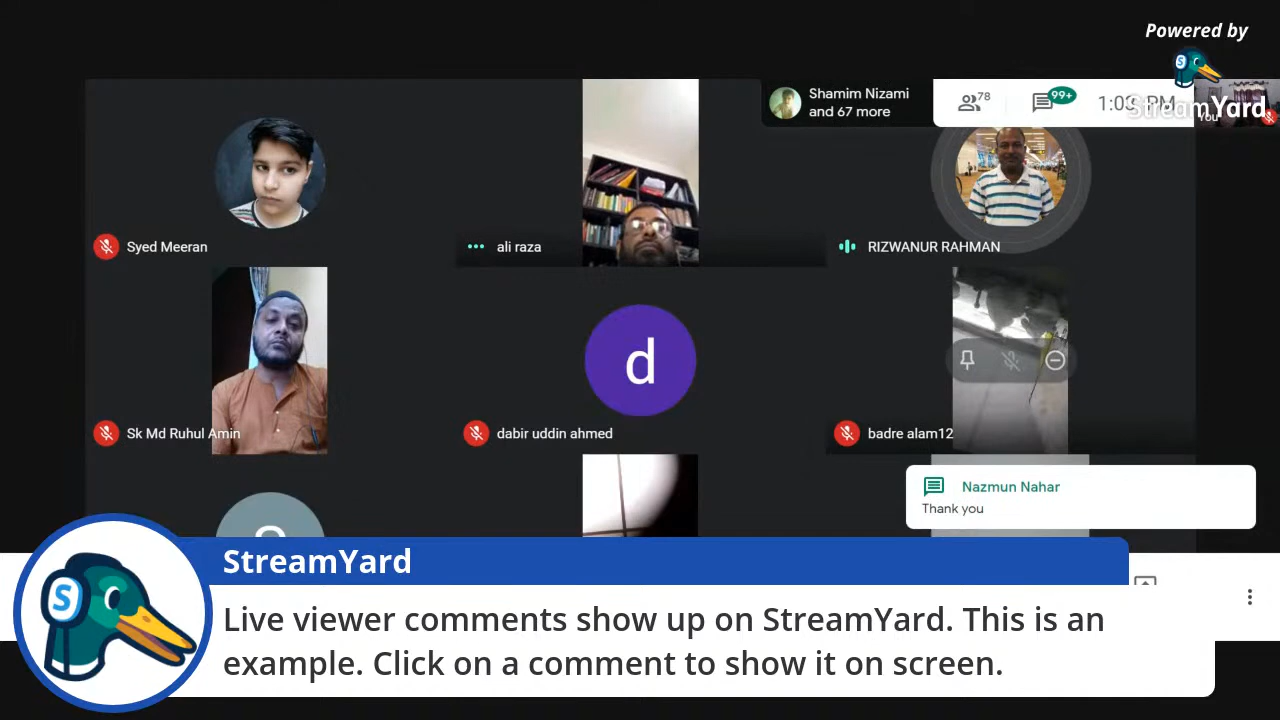 Powered by
StreamYard
Shamim Nizami
and 67 more
78
99+
You
Syed Meeran
ali raza
RIZWANUR RAHMAN
Sk Md Ruhul Amin
d
dabir uddin ahmed
badre alam12
Nazmun Nahar
Thank you
S
StreamYard
Live viewer comments show up on StreamYard. This is an
example. Click on a comment to show it on screen.